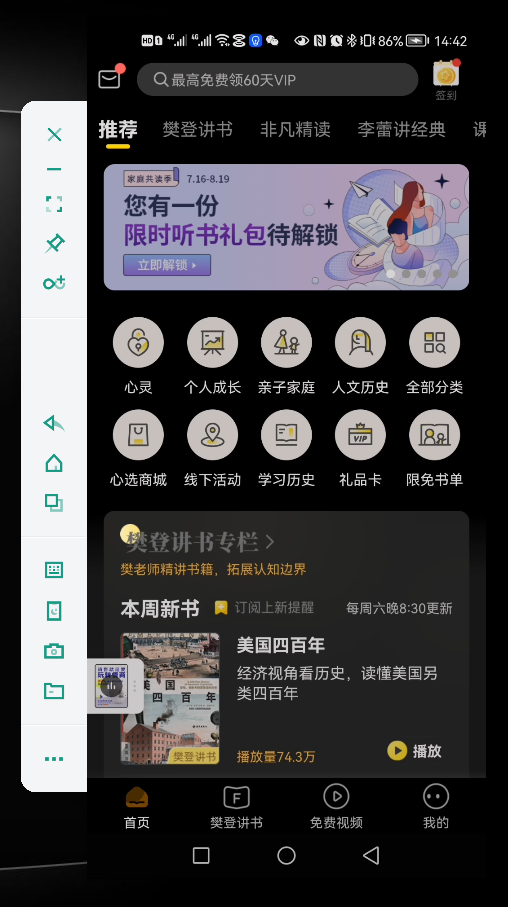 HD 1 4G 4G 86% 14:42
最高免费领60天VIP
签到
推荐 樊登讲书 非凡精读 李蕾讲经典 课
家庭共读季 7.16-8.19
您有一份
限时听书礼包待解锁
立即解锁
心灵 个人成长 亲子家庭 人文历史 全部分类
VIP
心选商城 线下活动 学习历史 礼品卡 限免书单
樊登讲书专栏
樊老师精讲书籍，拓展认知边界
本周新书 订阅上新提醒 每周六晚8:30更新
美国四百年
经济视角看历史，读懂美国另
类四百年
美国
四百年
樊登讲书
播放量74.3万
播放
F
首页 樊登讲书 免费视频 我的